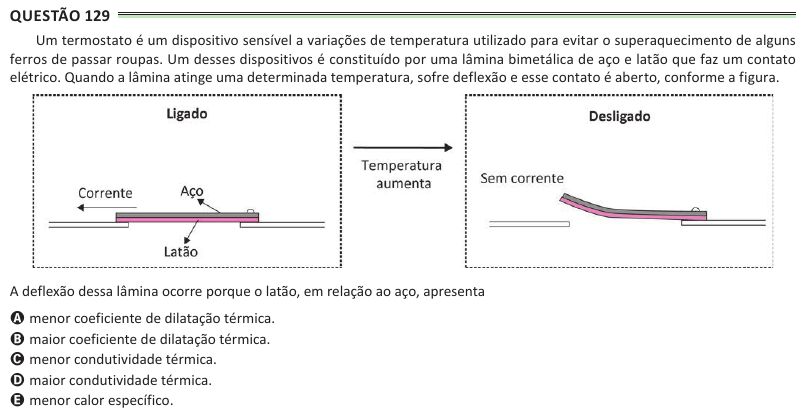 QUESTÃO 129
Um termostato é um dispositivo sensível a variações de temperatura utilizado para evitar o superaquecimento de alguns
ferros de passar roupas. Um desses dispositivos é constituído por uma lâmina bimetálica de aço e latão que faz um contato
elétrico. Quando a lâmina atinge uma determinada temperatura, sofre deflexão e esse contato é aberto, conforme a figura.
Ligado
Corrente
Aço
Latão
Temperatura
aumenta
Desligado
Sem corrente
A deflexão dessa lâmina ocorre porque o latão, em relação ao aço, apresenta
A menor coeficiente de dilatação térmica.
B maior coeficiente de dilatação térmica.
C menor condutividade térmica.
D maior condutividade térmica.
E menor calor específico.